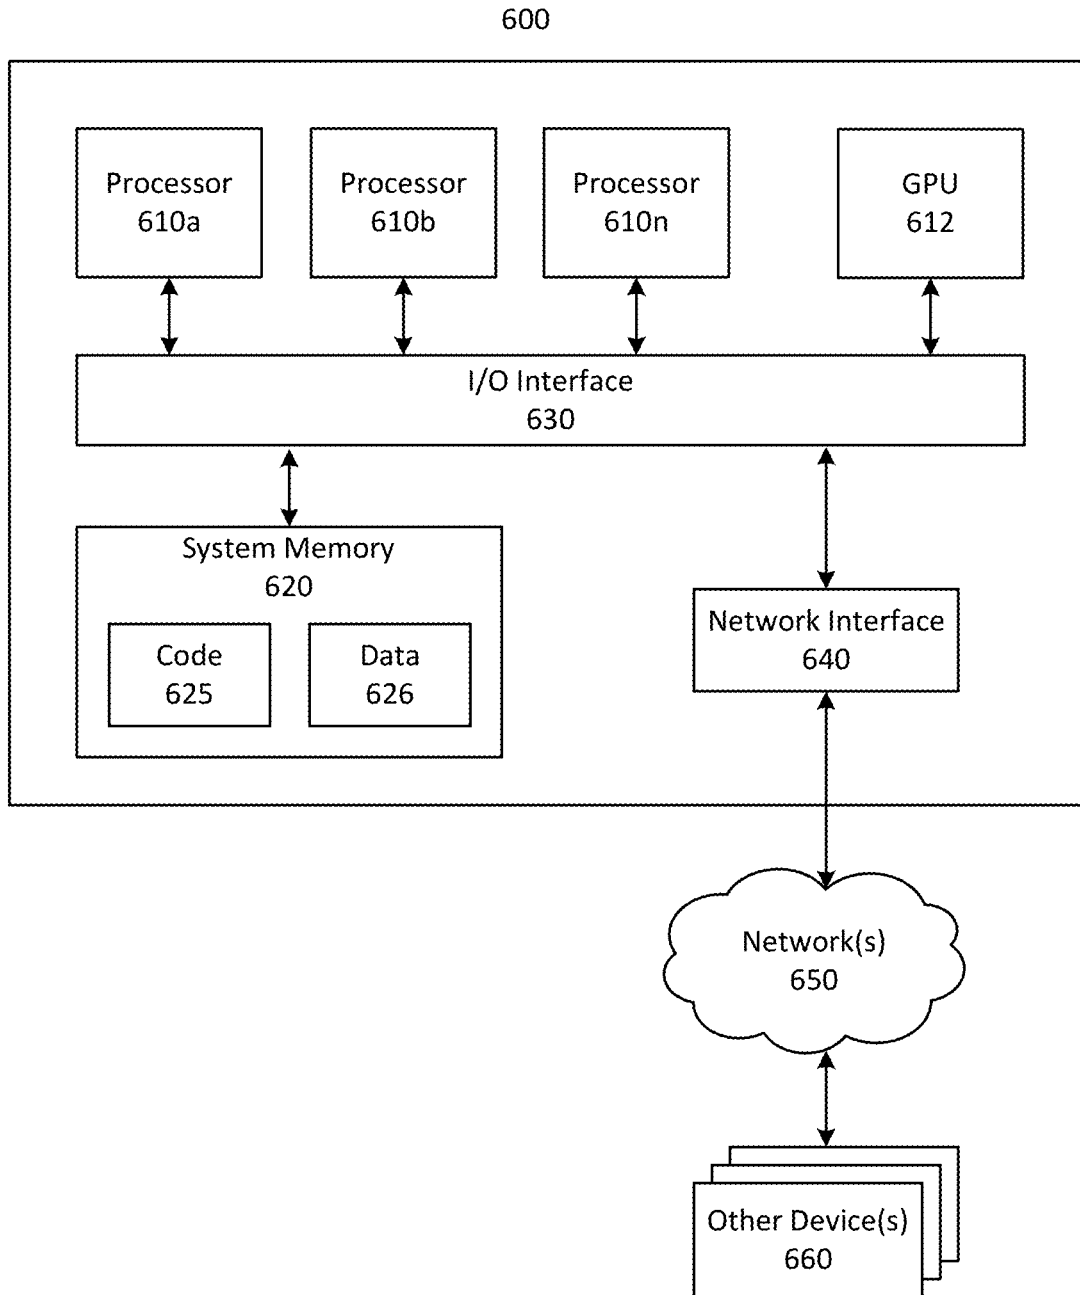 600
Processor
610a
Processor
610b
Processor
610n
GPU
612
I/O Interface
630
System Memory
620
Code
625
Data
626
Network Interface
640
Network(s)
650
Other Device(s)
660